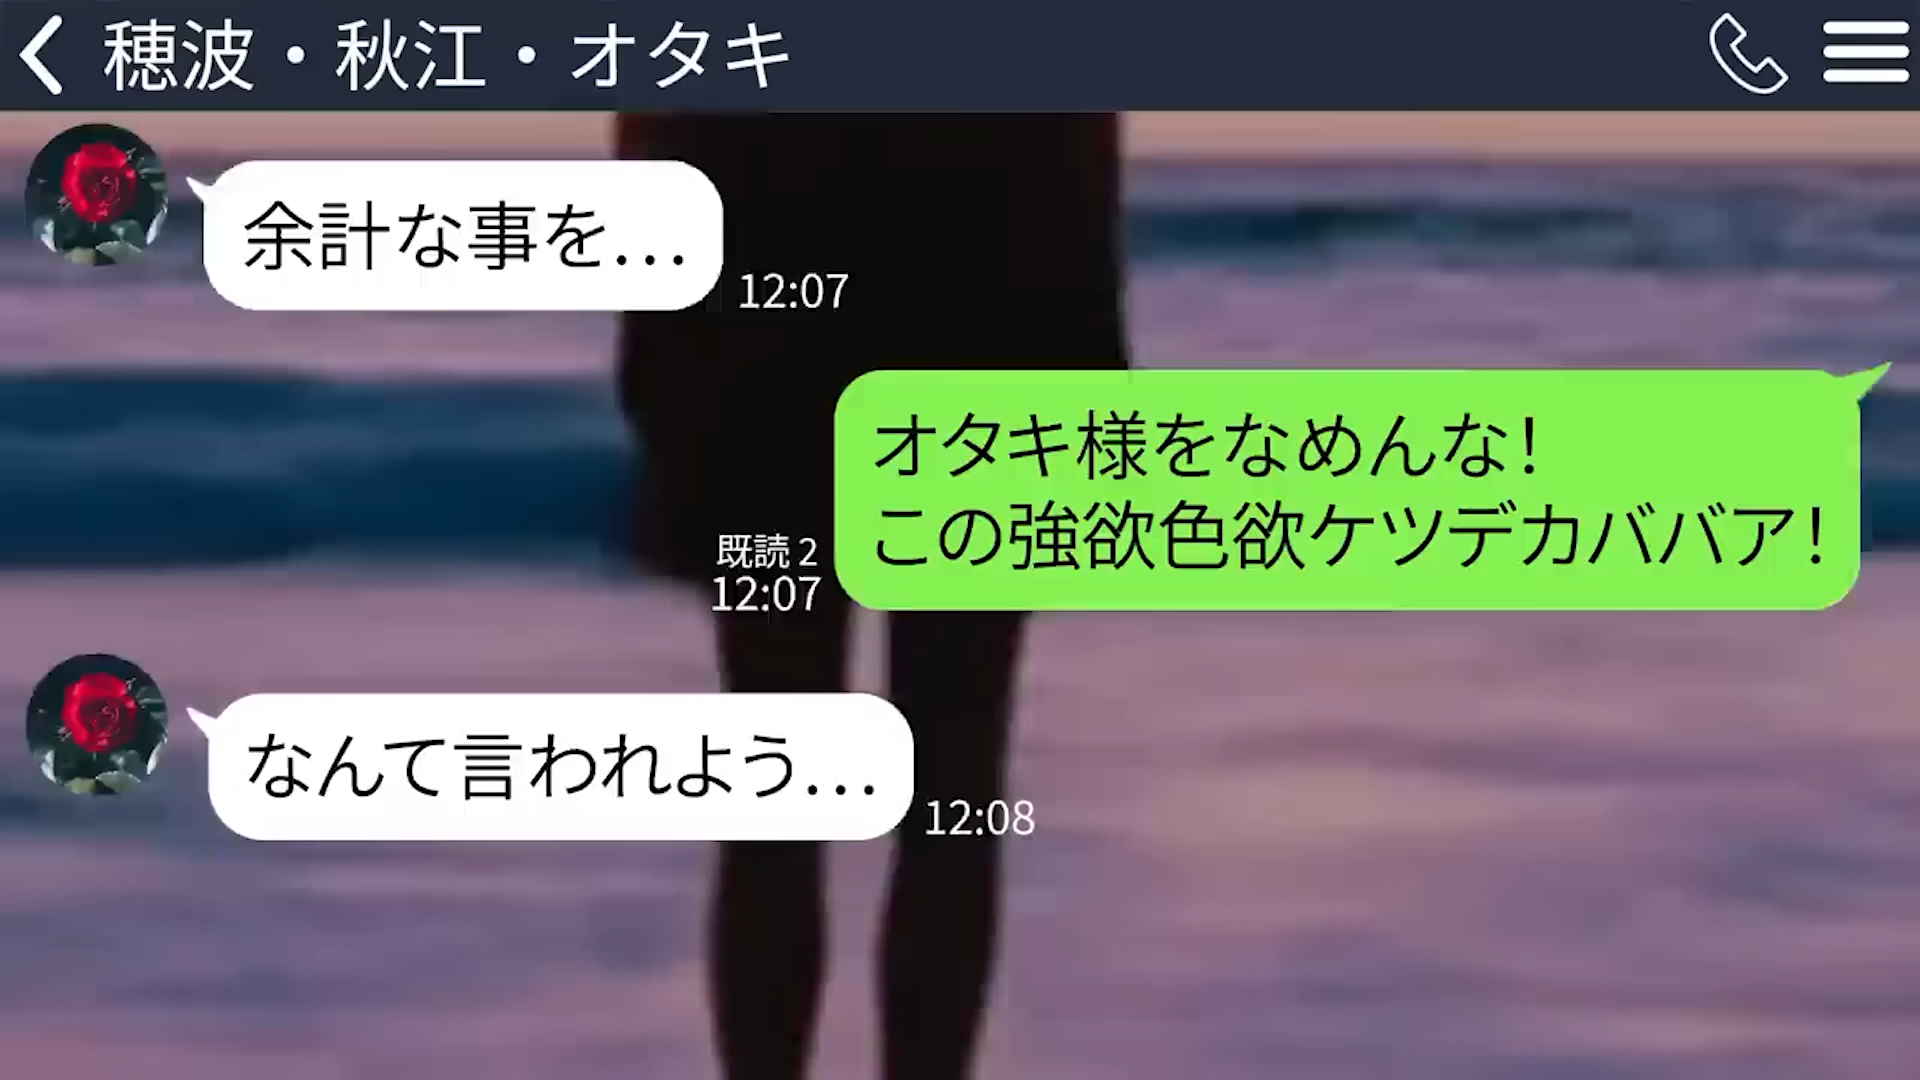 穂波・秋江・オタキ
余計な事を…
12:07
オタキ様をなめんな！
この強欲色欲ケツデカババア！
既読 2
12:07
なんて言われよう…
12:08